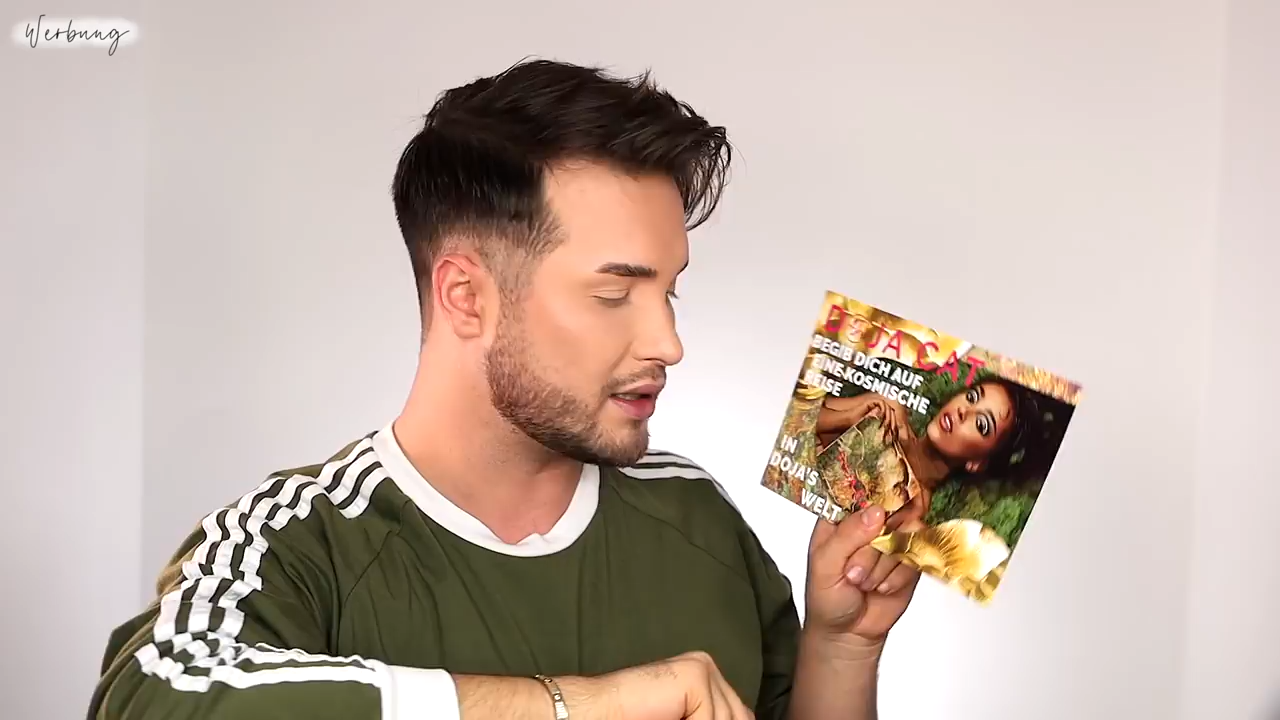 Werbung
DOJA CAT
BEGIB DICH AUF
EINE KOSMISCHE
REISE
IN
DOJA'S
WELT